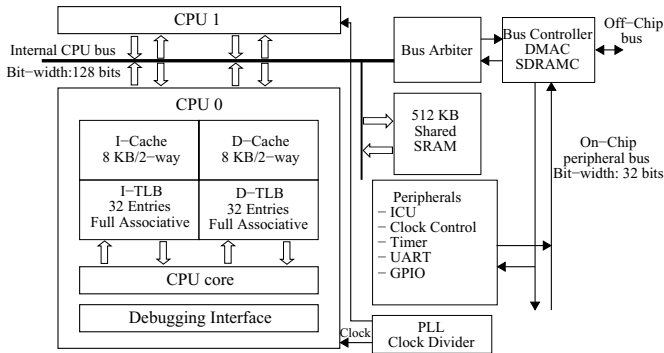 CPU 1
Internal CPU bus
Bit−width:128 bits
Bus Arbiter
Bus Controller
DMAC
SDRAMC
Off−Chip
bus
CPU 0
I−Cache
8 KB/2−way
D−Cache
8 KB/2−way
I−TLB
32 Entries
Full Associative
D−TLB
32 Entries
Full Associative
CPU core
Debugging Interface
512 KB
Shared
SRAM
On−Chip
peripheral bus
Bit−width: 32 bits
Peripherals
− ICU
− Clock Control
− Timer
− UART
− GPIO
Clock
PLL
Clock Divider